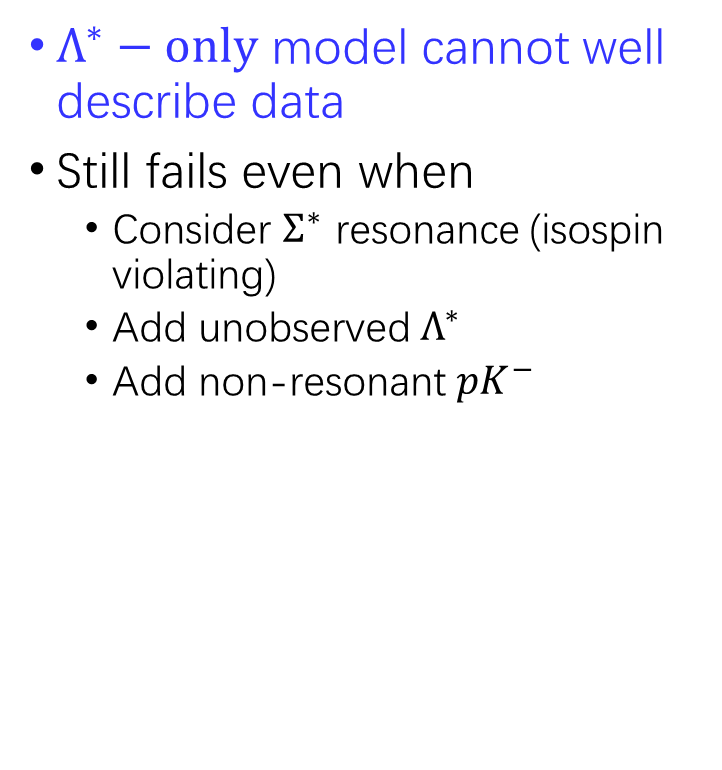 • Λ* − only model cannot well
describe data
• Still fails even when
• Consider Σ* resonance (isospin
violating)
• Add unobserved Λ*
• Add non-resonant pK⁻